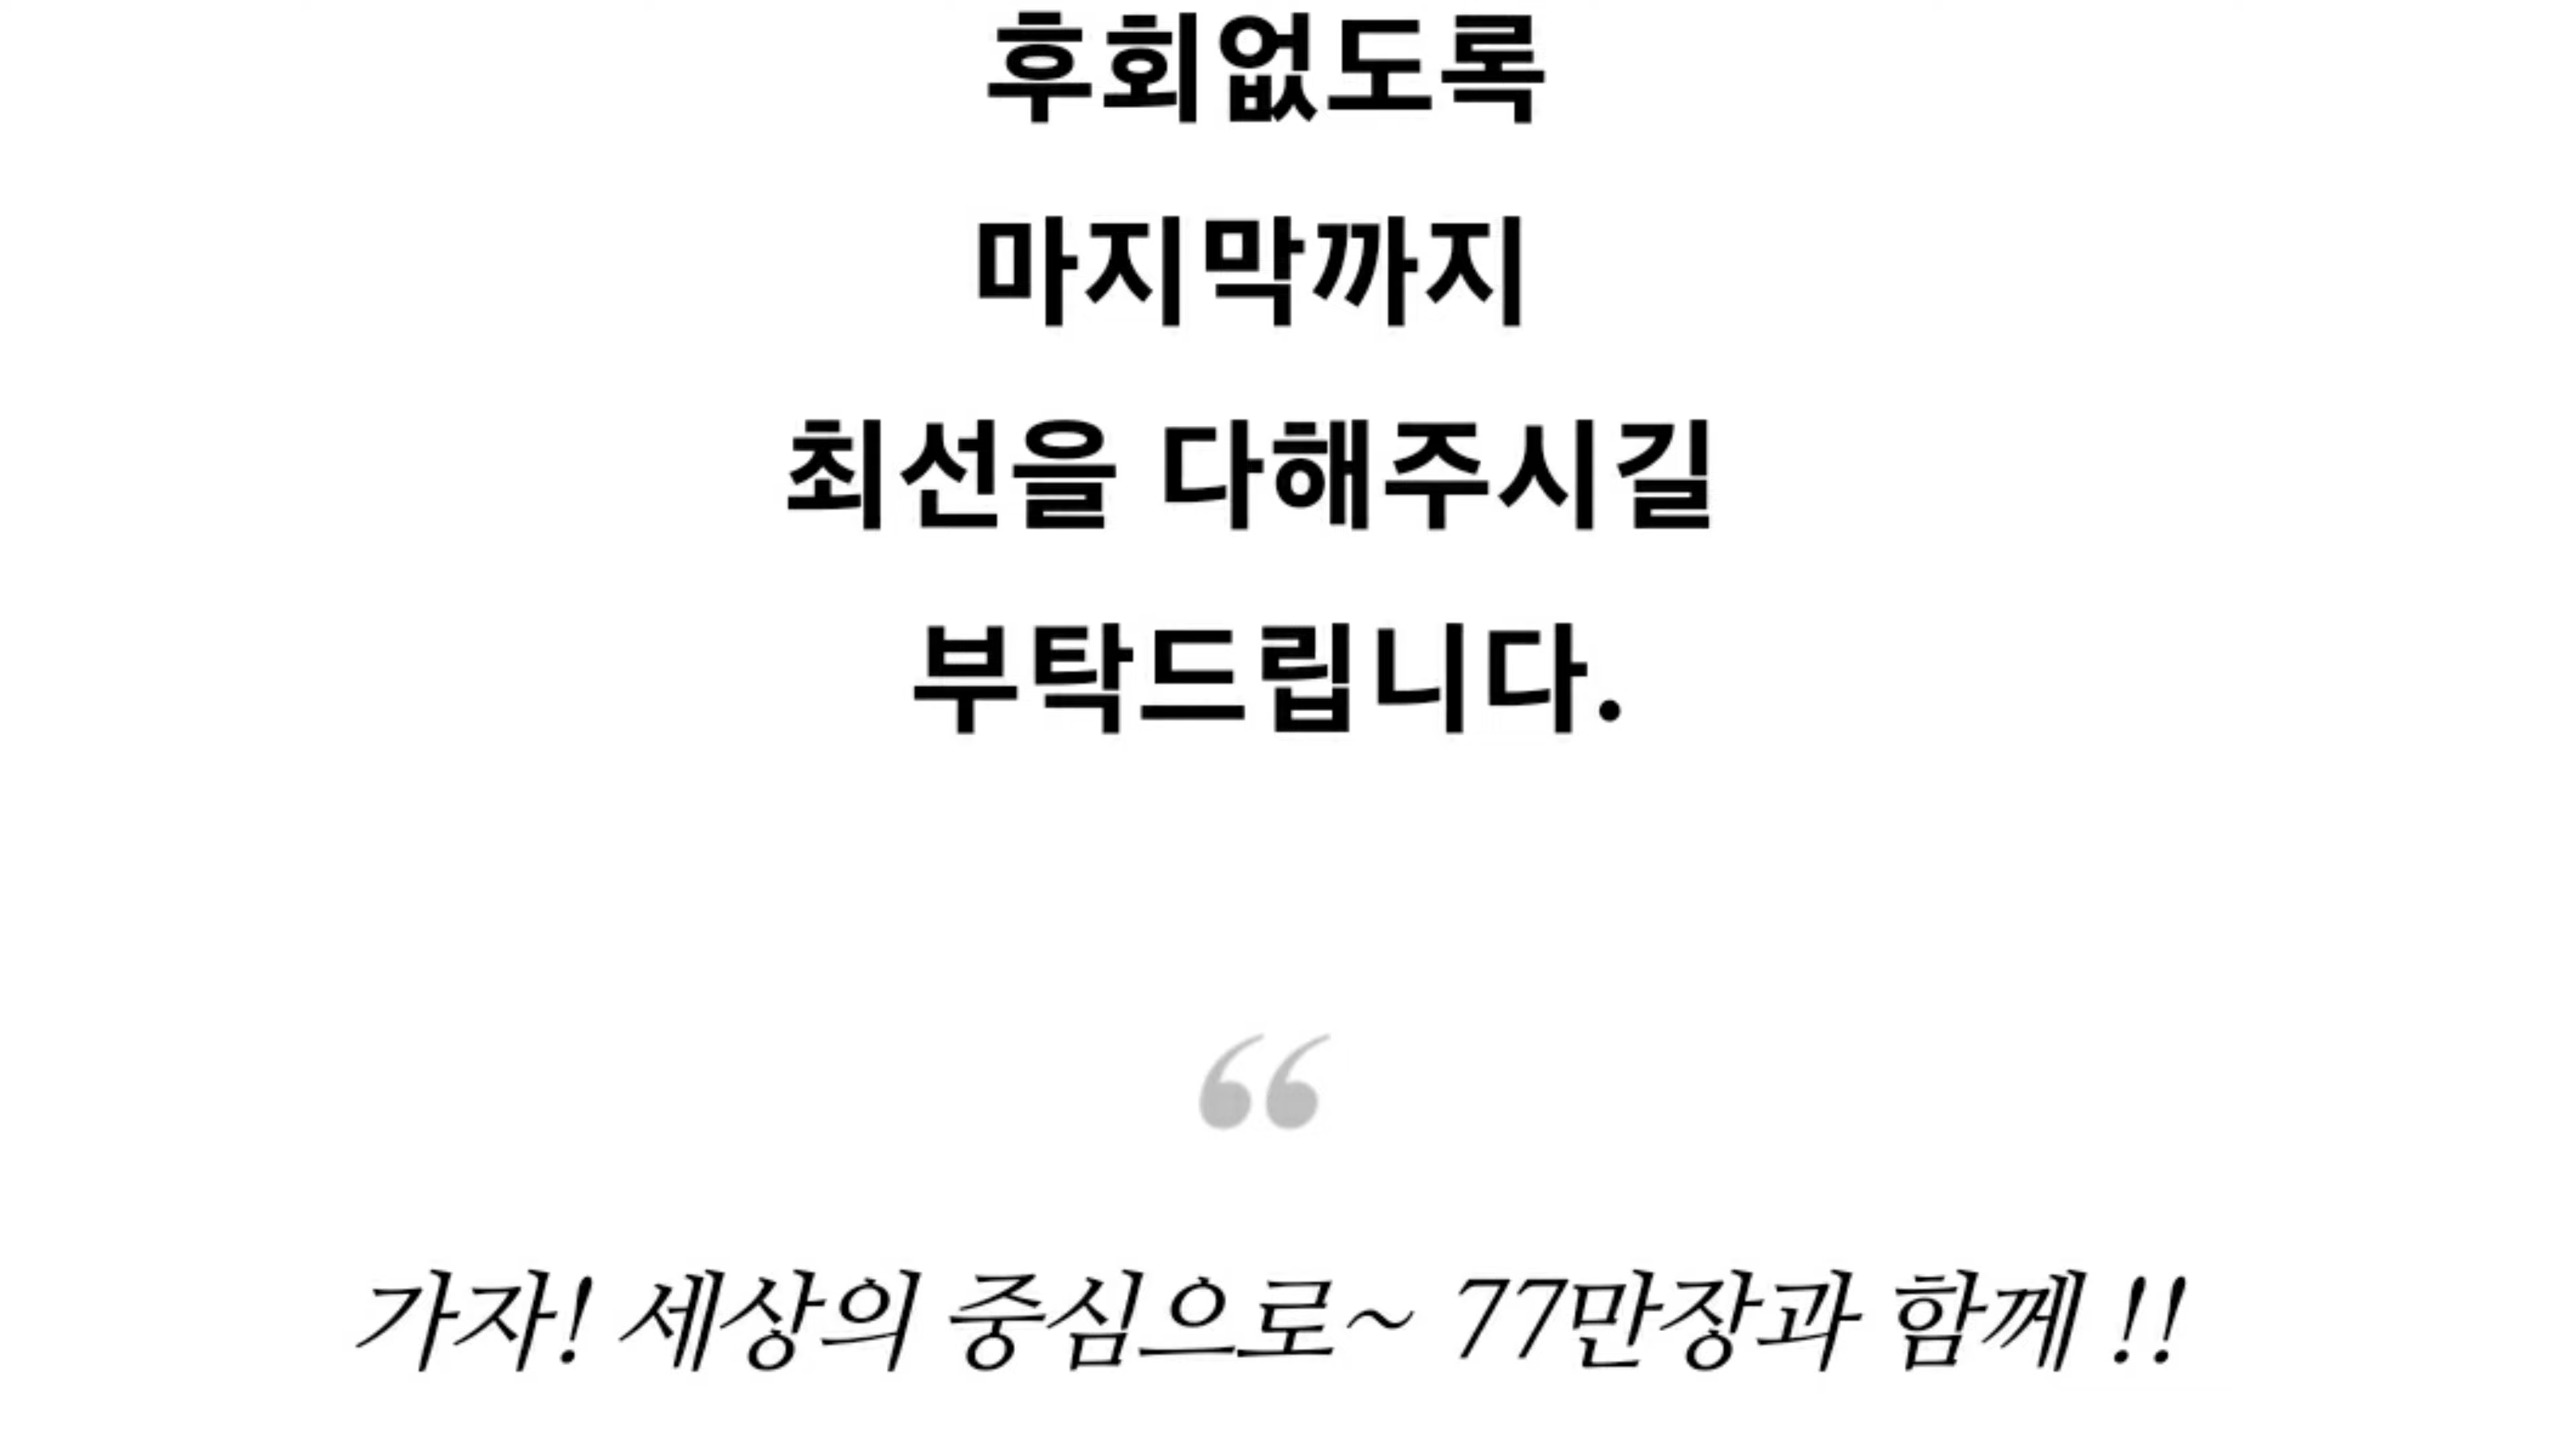 후회없도록
마지막까지
최선을 다해주시길
부탁드립니다.
“
가자! 세상의 중심으로~ 77만장과 함께 !!